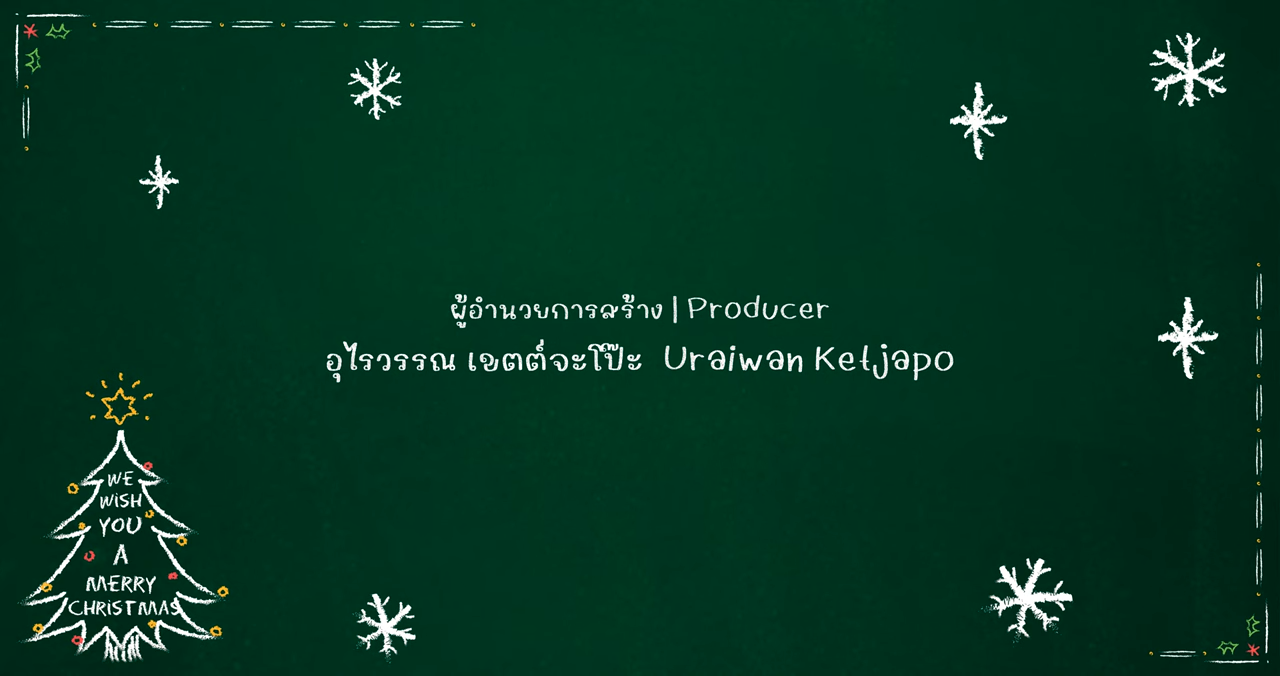 ผู้อำนวยการสร้าง | Producer
อุไรวรรณ เขตต์จะโป๊ะ Uraiwan Ketjapo
WE
WISH
YOU
A
MERRY
CHRISTMAS